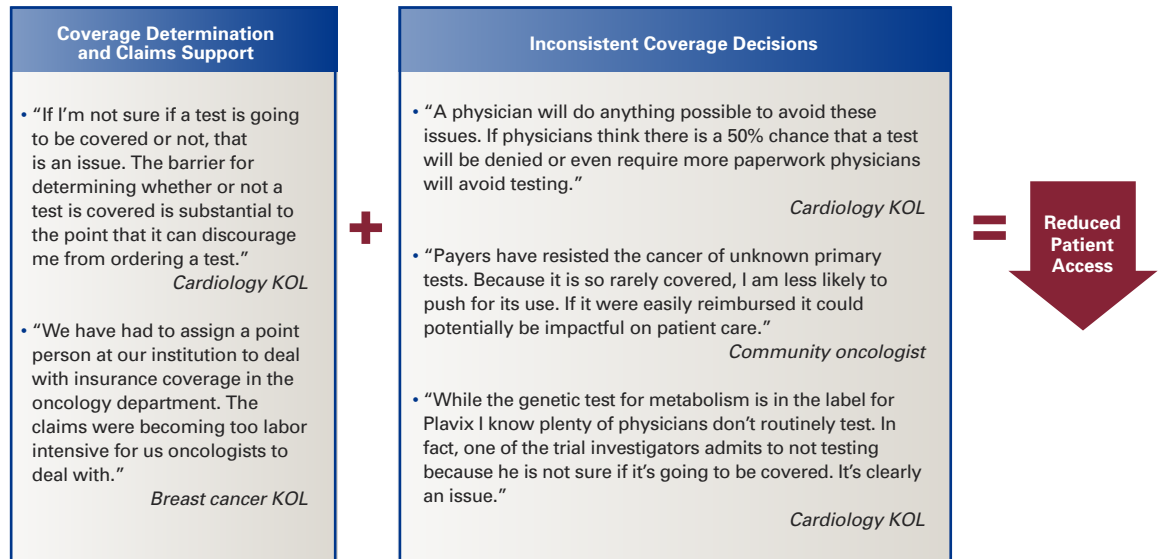 Coverage Determination
and Claims Support
• “If I’m not sure if a test is going
to be covered or not, that
is an issue. The barrier for
determining whether or not a
test is covered is substantial to
the point that it can discourage
me from ordering a test.”
Cardiology KOL
• “We have had to assign a point
person at our institution to deal
with insurance coverage in the
oncology department. The
claims were becoming too labor
intensive for us oncologists to
deal with.”
Breast cancer KOL
+
Inconsistent Coverage Decisions
• “A physician will do anything possible to avoid these
issues. If physicians think there is a 50% chance that a test
will be denied or even require more paperwork physicians
will avoid testing.”
Cardiology KOL
• “Payers have resisted the cancer of unknown primary
tests. Because it is so rarely covered, I am less likely to
push for its use. If it were easily reimbursed it could
potentially be impactful on patient care.”
Community oncologist
• “While the genetic test for metabolism is in the label for
Plavix I know plenty of physicians don’t routinely test. In
fact, one of the trial investigators admits to not testing
because he is not sure if it’s going to be covered. It’s clearly
an issue.”
Cardiology KOL
=
Reduced
Patient
Access